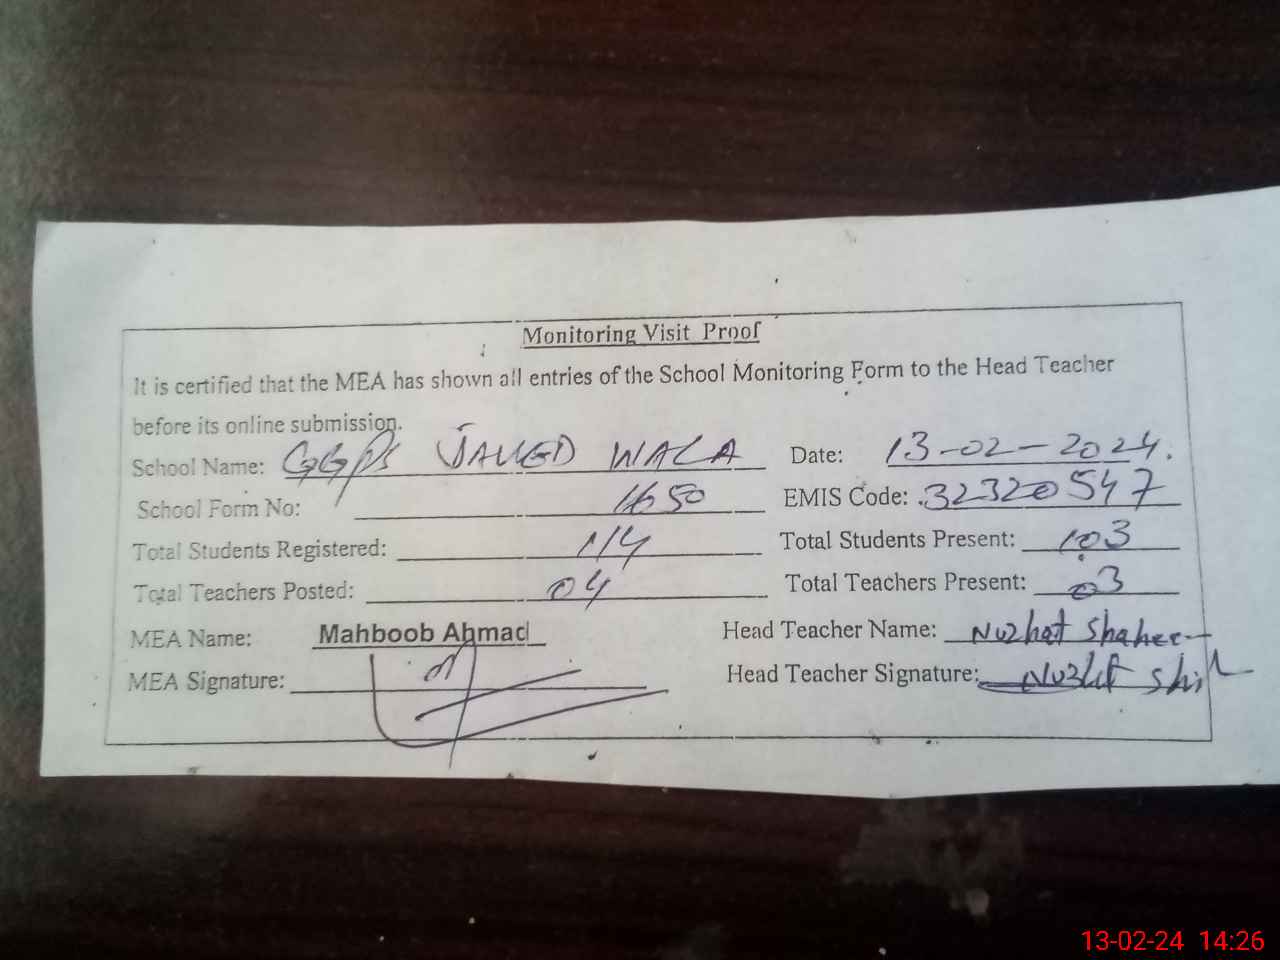 Monitoring Visit Proof
It is certified that the MEA has shown all entries of the School Monitoring Form to the Head Teacher
before its online submission.
School Name: GGPS JAVED WALA Date: 13-02-2024.
School Form No: 1650 EMIS Code: 32320547
Total Students Registered: 114 Total Students Present: 103
Total Teachers Posted: 04 Total Teachers Present: 03
MEA Name: Mahboob Ahmad Head Teacher Name: Nuzhat Shaheen
MEA Signature: Head Teacher Signature: Nuzhat
13-02-24 14:26